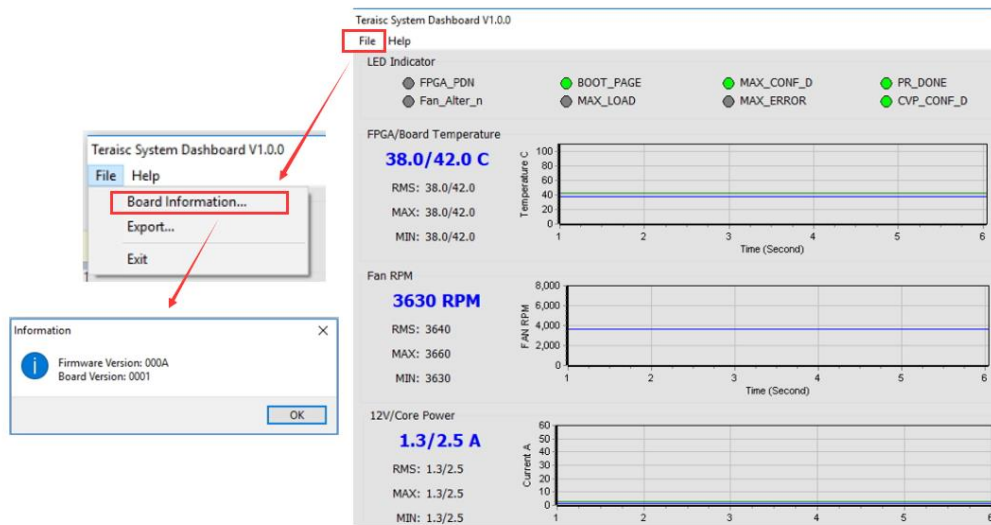 Teraisc System Dashboard V1.0.0
File Help
LED Indicator
FPGA_PDN BOOT_PAGE MAX_CONF_D PR_DONE
Fan_Alter_n MAX_LOAD MAX_ERROR CVP_CONF_D
FPGA/Board Temperature
38.0/42.0 C
RMS: 38.0/42.0
MAX: 38.0/42.0
MIN: 38.0/42.0
Temperature C
100
80
60
40
20
0
1 2 3 4 5 6
Time (Second)
Fan RPM
3630 RPM
RMS: 3640
MAX: 3660
MIN: 3630
FAN RPM
8,000
6,000
4,000
2,000
0
1 2 3 4 5 6
Time (Second)
12V/Core Power
1.3/2.5 A
RMS: 1.3/2.5
MAX: 1.3/2.5
MIN: 1.3/2.5
Current A
60
50
40
30
20
10
0
1 2 3 4 5 6
Teraisc System Dashboard V1.0.0
File Help
Board Information...
Export...
Exit
Information
Firmware Version: 000A
Board Version: 0001
OK